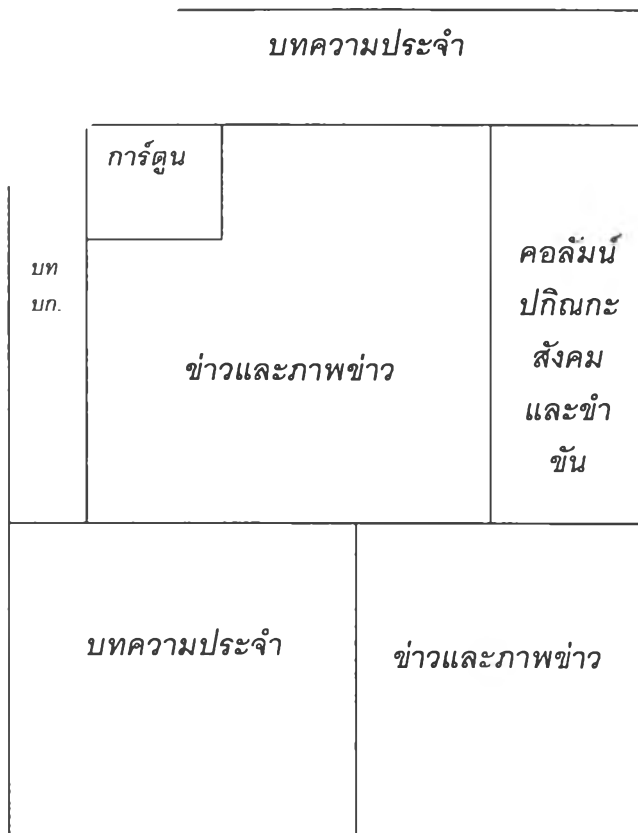 บทความประจำ
การ์ตูน
บท
บก.
ข่าวและภาพข่าว
คอลัมน์
ปกิณกะ
สังคม
และขำ
ขัน
บทความประจำ
ข่าวและภาพข่าว